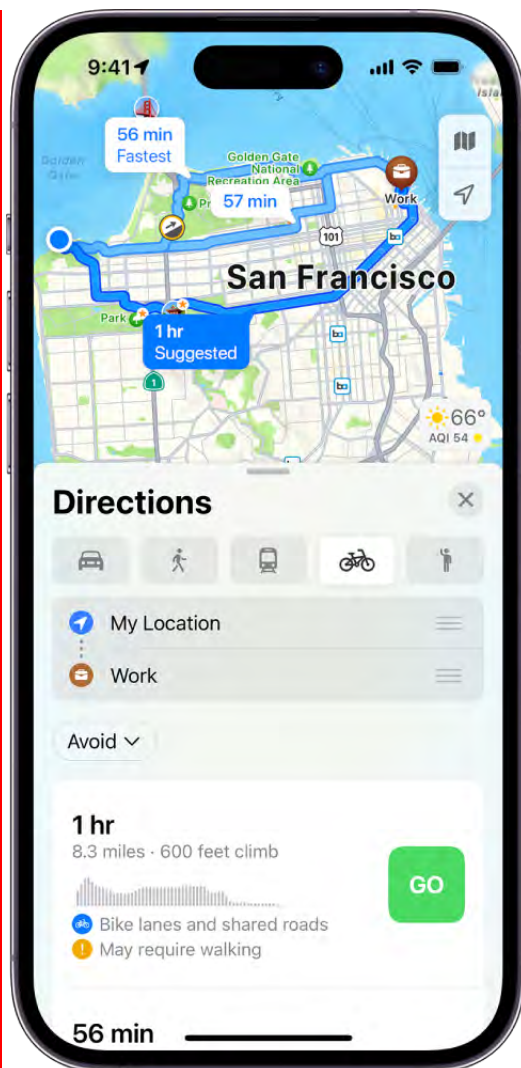 9:41
56 min
Fastest
Golden Gate
National
Recreation Area
57 min
Work
101
San Francisco
Park
1 hr
Suggested
1
66°
AQI 54
Directions
My Location
Work
Avoid
1 hr
8.3 miles · 600 feet climb
GO
Bike lanes and shared roads
May require walking
56 min